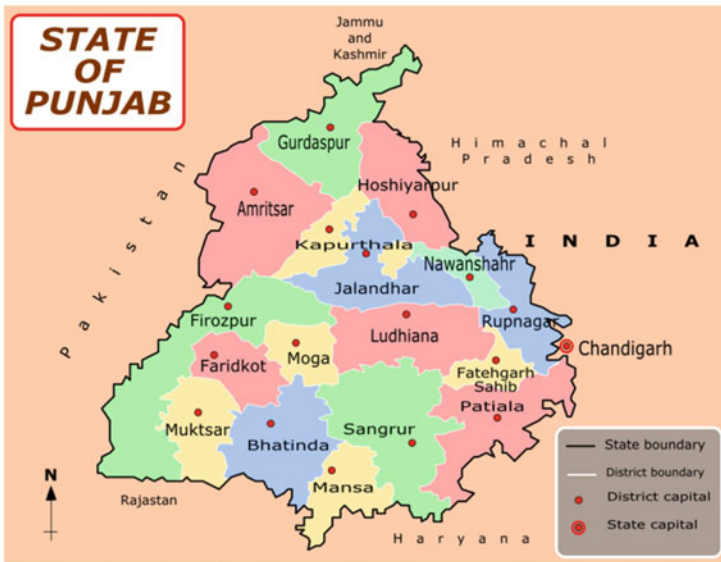 STATE
OF
PUNJAB
Jammu
and
Kashmir
Gurdaspur
Himachal
Pradesh
Hoshiyarpur
Amritsar
Pakistan
Kapurthala
INDIA
Nawanshahr
Jalandhar
Firozpur
Rupnagar
Ludhiana
Chandigarh
Moga
Faridkot
Fatehgarh
Sahib
Patiala
Muktsar
Sangrur
Bhatinda
Mansa
Rajastan
Haryana
N
State boundary
District boundary
District capital
State capital